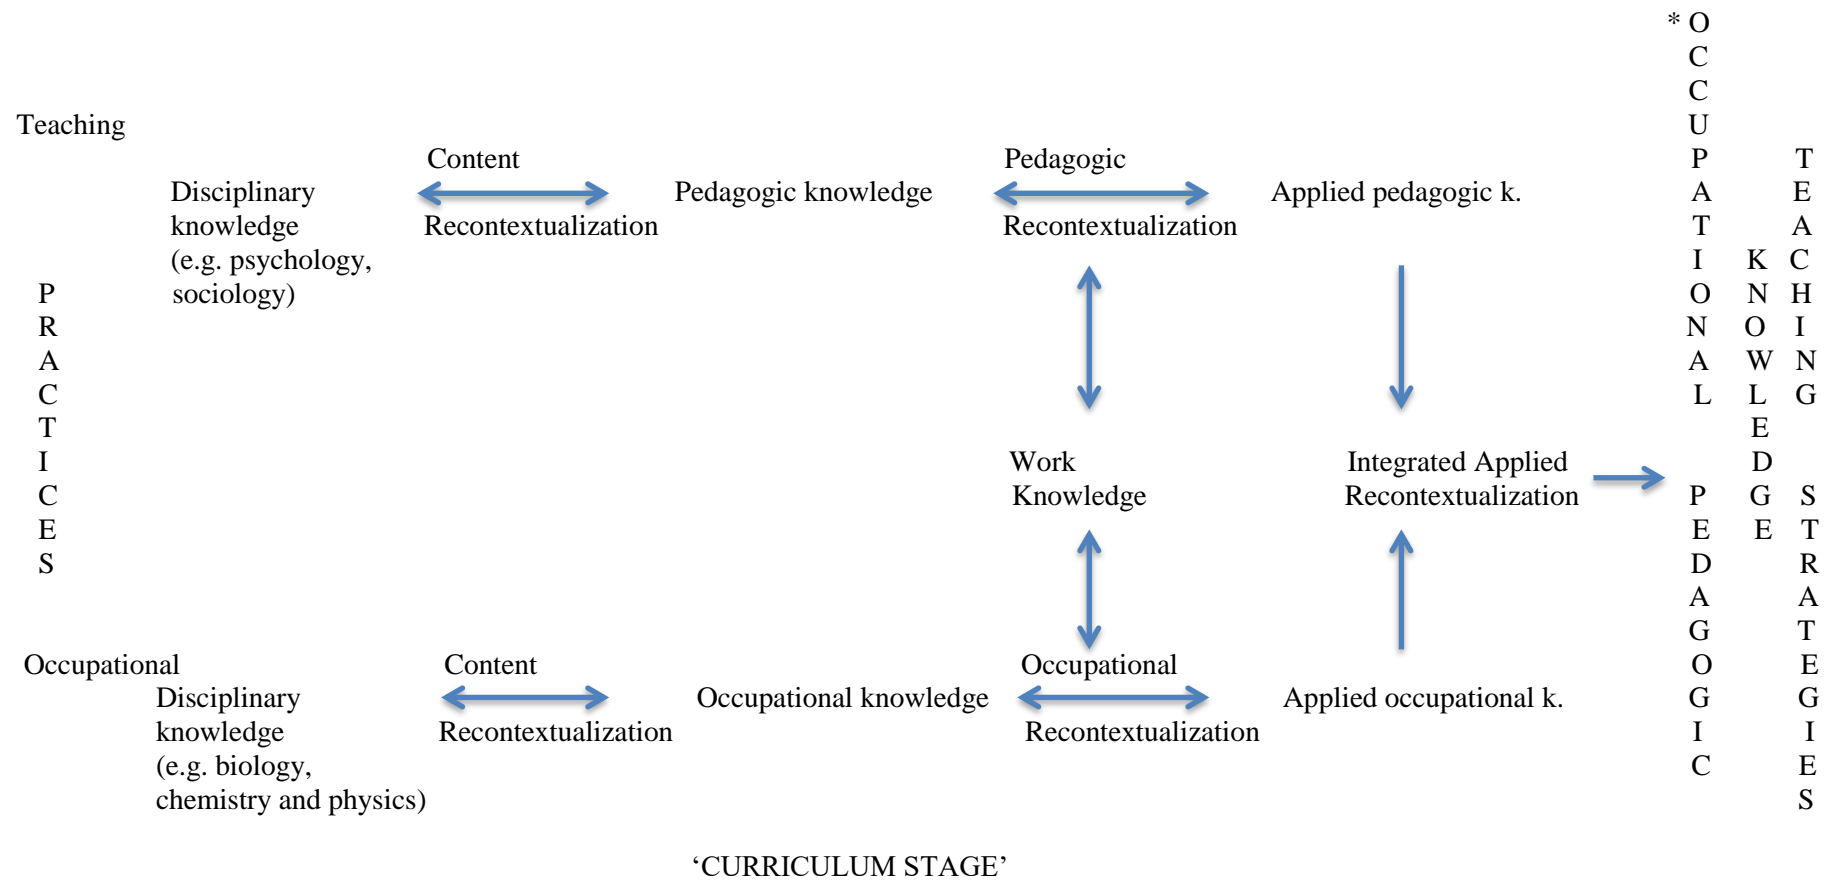 Teaching
Content
Pedagogic
Disciplinary
Pedagogic knowledge
Applied pedagogic k.
knowledge
Recontextualization
Recontextualization
(e.g. psychology,
sociology)
PRACTICES
Work
Knowledge
Integrated Applied
Recontextualization
Occupational
Content
Occupational
Disciplinary
Occupational knowledge
Applied occupational k.
knowledge
Recontextualization
Recontextualization
(e.g. biology,
chemistry and physics)
* OCCUPATIONAL PEDAGOGIC
KNOWLEDGE
TEACHING STRATEGIES
‘CURRICULUM STAGE’